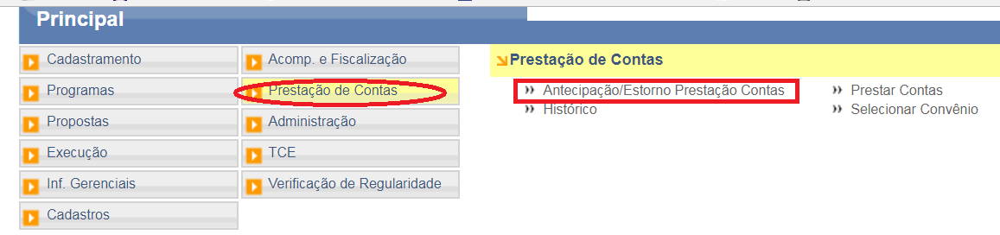 Principal
Cadastramento
Acomp. e Fiscalização
Programas
Prestação de Contas
Propostas
Administração
Execução
TCE
Inf. Gerenciais
Verificação de Regularidade
Cadastros
Prestação de Contas
Antecipação/Estorno Prestação Contas
Prestar Contas
Histórico
Selecionar Convênio